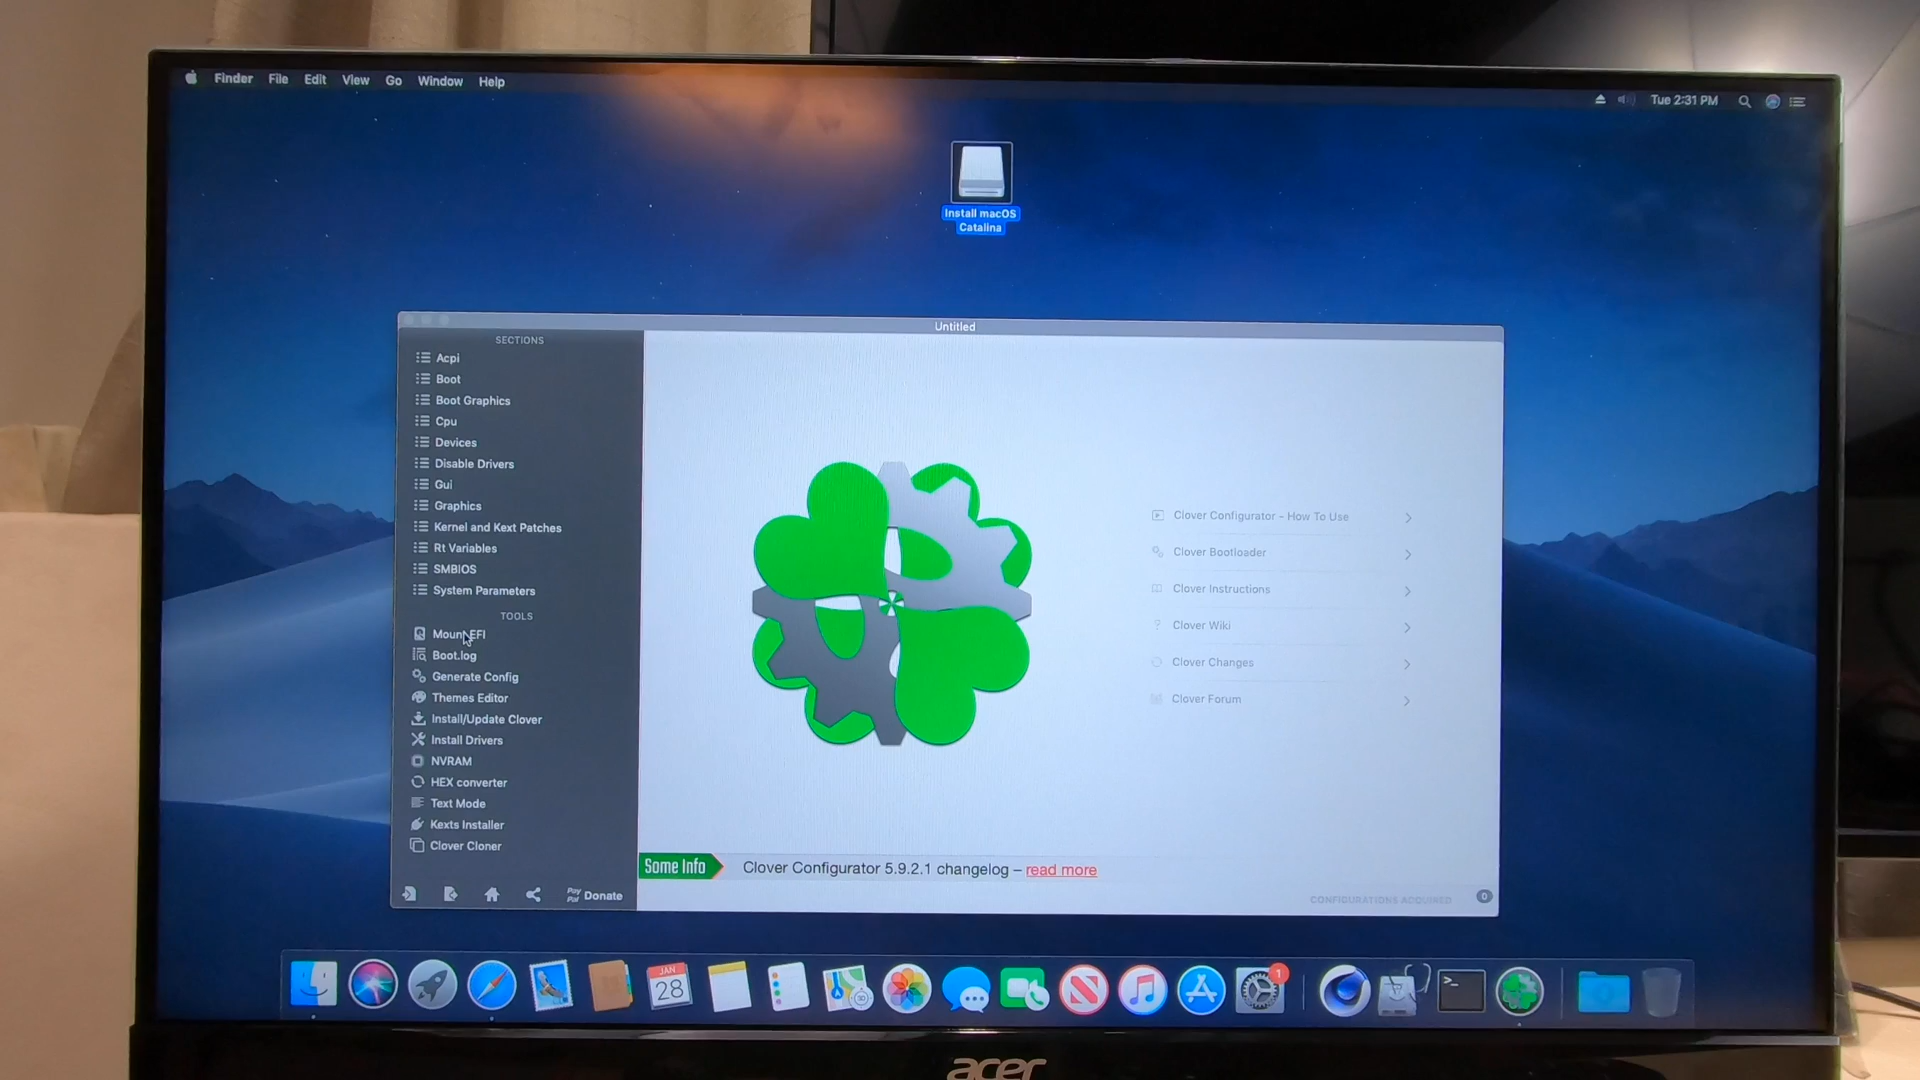 Finder File Edit View Go Window Help
Tue 2:31 PM
Install macOS
Catalina
Untitled
SECTIONS
Acpi
Boot
Boot Graphics
Cpu
Devices
Disable Drivers
Gui
Graphics
Kernel and Kext Patches
Rt Variables
SMBIOS
System Parameters
TOOLS
Mount EFI
Boot.log
Generate Config
Themes Editor
Install/Update Clover
Install Drivers
NVRAM
HEX converter
Text Mode
Kexts Installer
Clover Cloner
PayPal Donate
Clover Configurator - How To Use
Clover Bootloader
Clover Instructions
Clover Wiki
Clover Changes
Clover Forum
Some Info
Clover Configurator 5.9.2.1 changelog – read more
CONFIGURATIONS ACQUIRED 0
JAN
28
1
acer